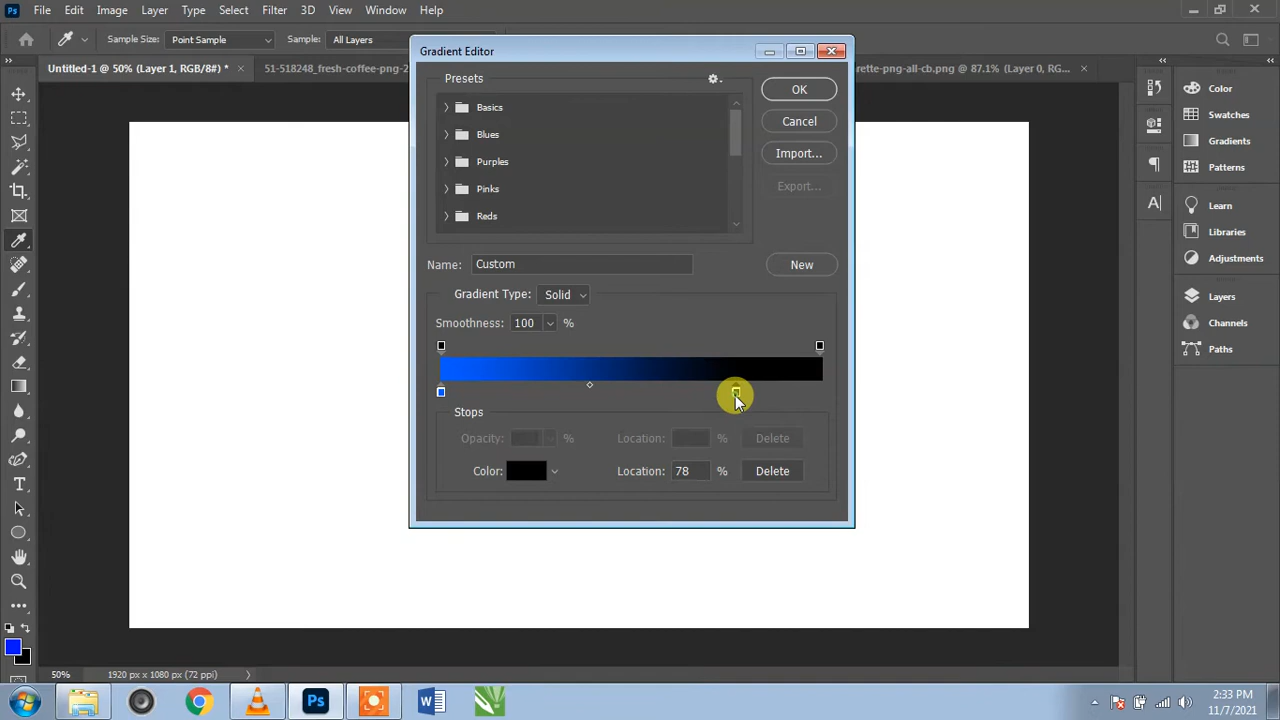 Ps File Edit Image Layer Type Select Filter 3D View Window Help
Sample Size: Point Sample Sample: All Layers
Untitled-1 @ 50% (Layer 1, RGB/8#) * × 51-518248_fresh-coffee-png-2 rette-png-all-cb.png @ 87.1% (Layer 0, RG... ×
Gradient Editor
Presets
Basics
Blues
Purples
Pinks
Reds
OK
Cancel
Import...
Export...
Name: Custom New
Gradient Type: Solid
Smoothness: 100 %
Stops
Opacity: % Location: % Delete
Color: Location: 78 % Delete
Color
Swatches
Gradients
Patterns
Learn
Libraries
Adjustments
Layers
Channels
Paths
50% 1920 px x 1080 px (72 ppi)
Ps
2:33 PM
11/7/2021